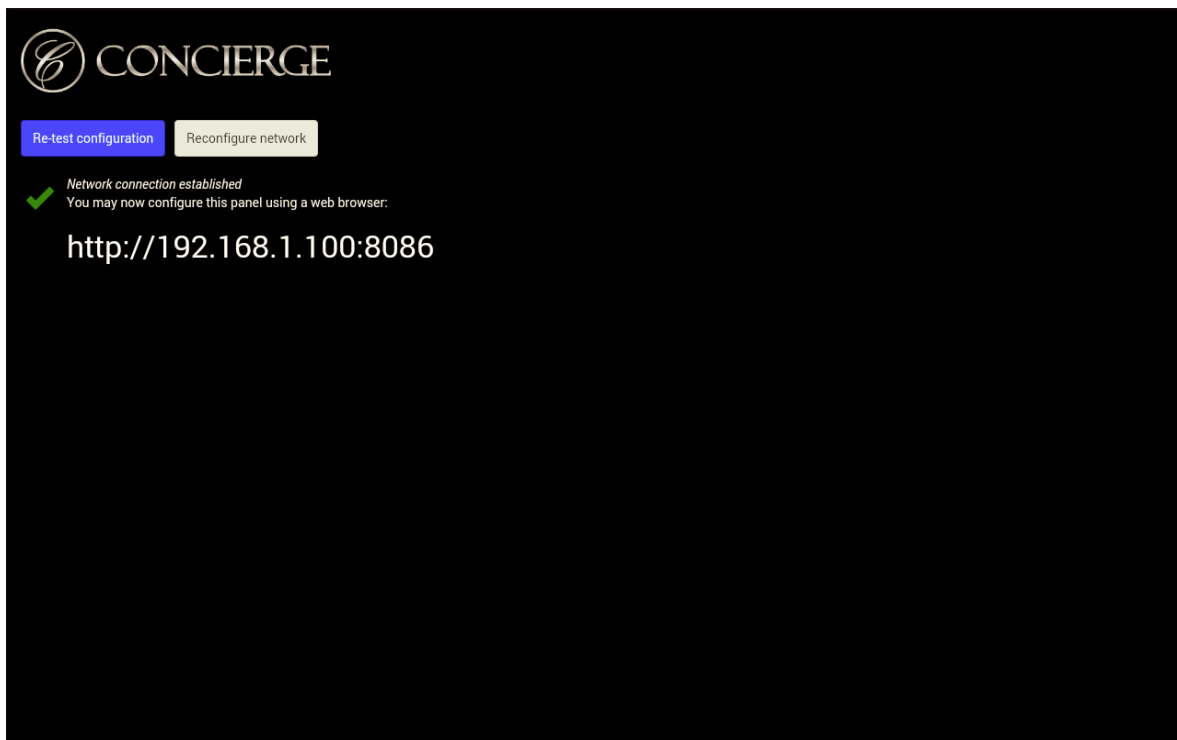 CONCIERGE
Re-test configuration
Reconfigure network
Network connection established
You may now configure this panel using a web browser:
http://192.168.1.100:8086